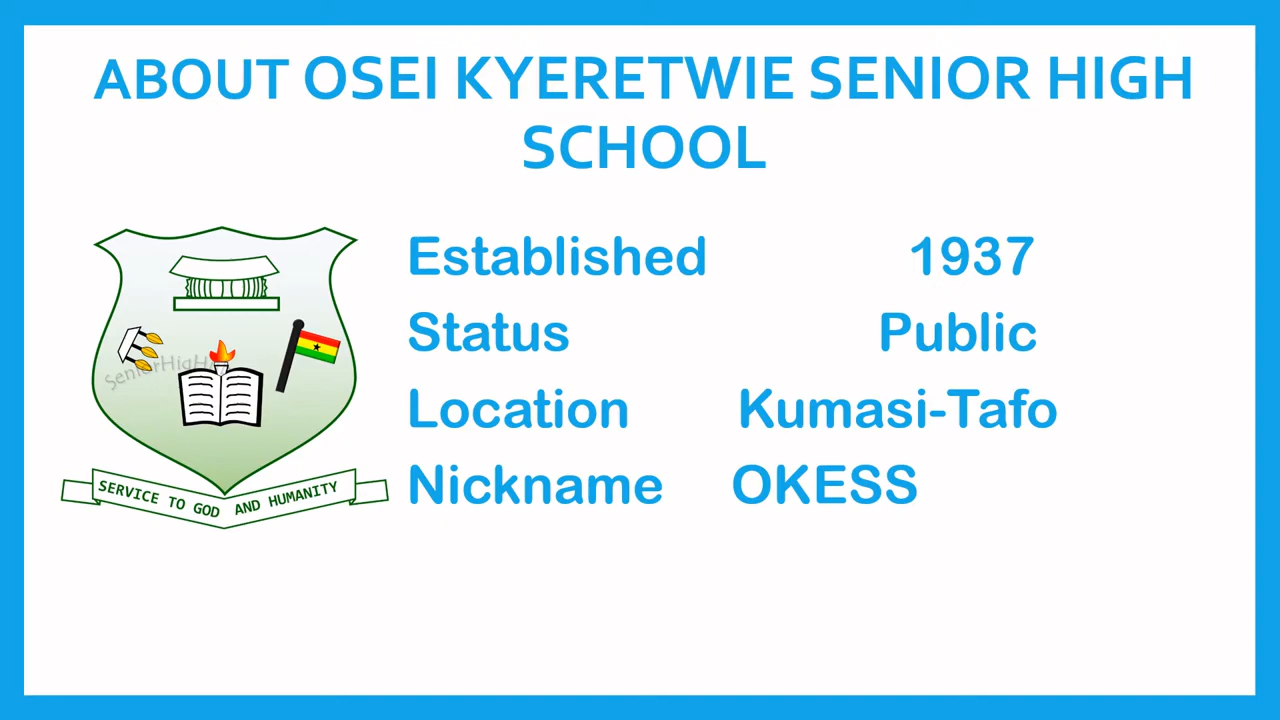 ABOUT OSEI KYERETWIE SENIOR HIGH
SCHOOL
Established 1937
Status Public
Location Kumasi-Tafo
Nickname OKESS
SERVICE TO GOD AND HUMANITY